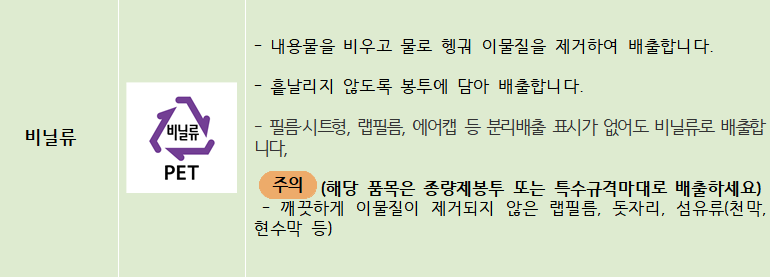 비닐류
비닐류
PET
- 내용물을 비우고 물로 헹궈 이물질을 제거하여 배출합니다.
- 흩날리지 않도록 봉투에 담아 배출합니다.
- 필름·시트형, 랩필름, 에어캡 등 분리배출 표시가 없어도 비닐류로 배출합
니다,
주의 (해당 품목은 종량제봉투 또는 특수규격마대로 배출하세요)
- 깨끗하게 이물질이 제거되지 않은 랩필름, 돗자리, 섬유류(천막,
현수막 등)